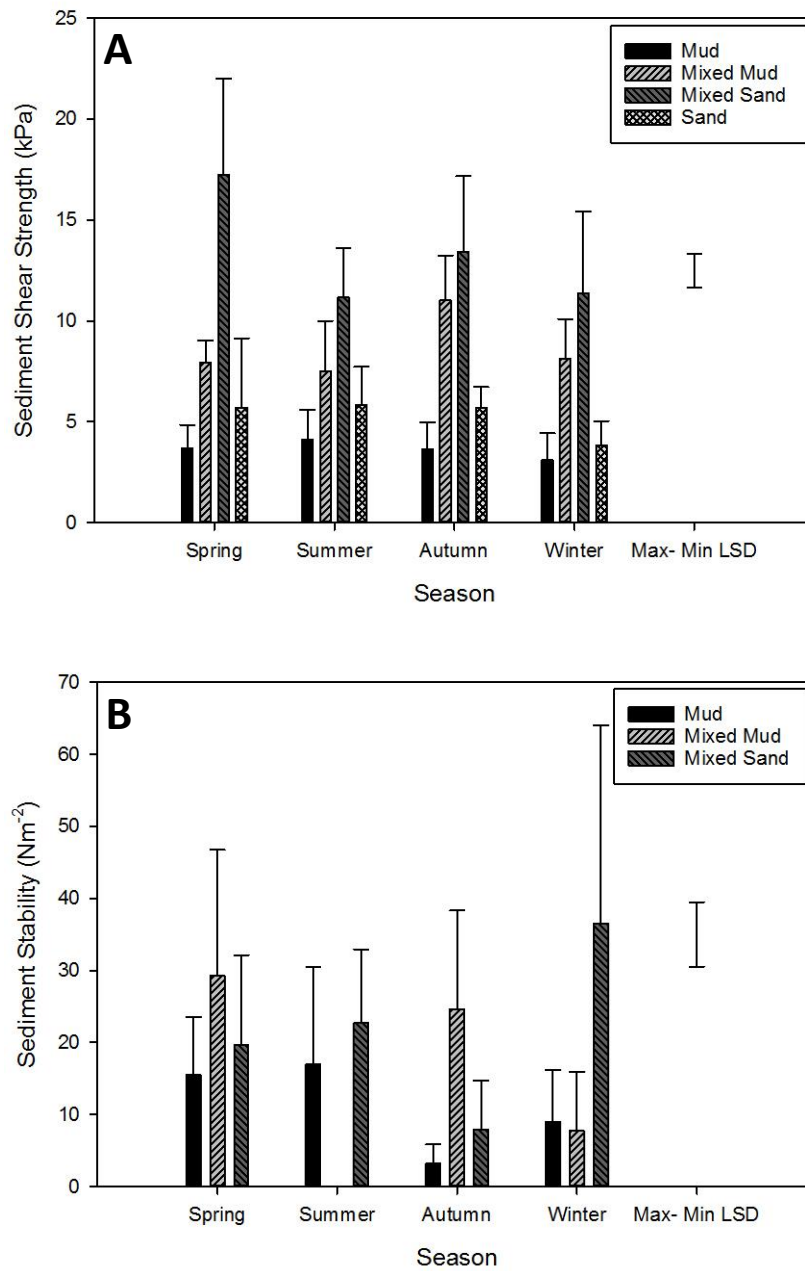 A
Mud
Mixed Mud
Mixed Sand
Sand
Sediment Shear Strength (kPa)
25
20
15
10
5
0
Spring Summer Autumn Winter Max- Min LSD
Season
B
Mud
Mixed Mud
Mixed Sand
Sediment Stability (Nm⁻²)
70
60
50
40
30
20
10
0
Spring Summer Autumn Winter Max- Min LSD
Season